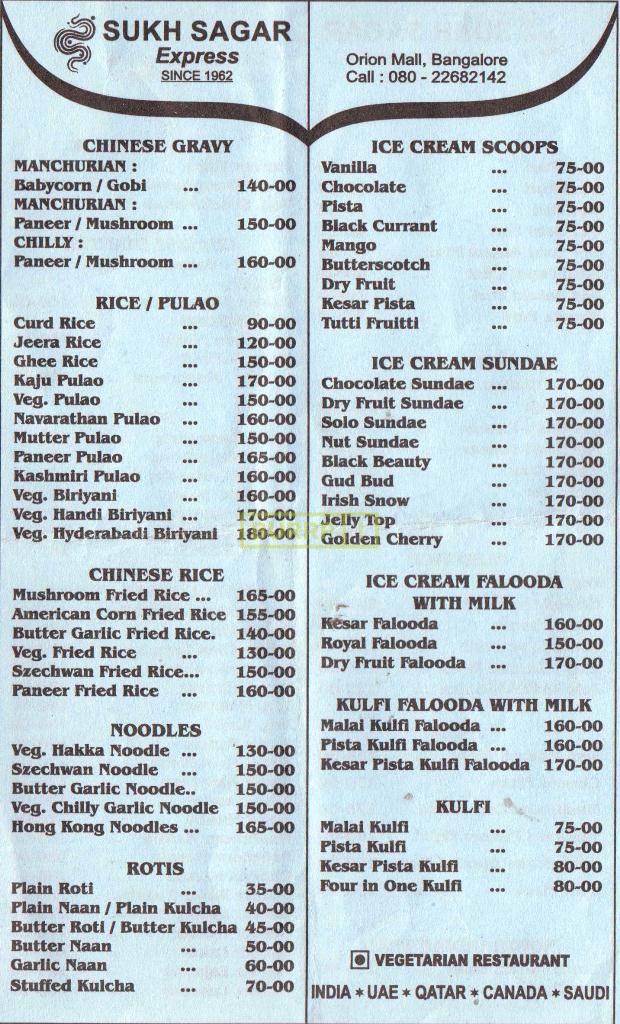 SUKH SAGAR
Express
SINCE 1962
Orion Mall, Bangalore
Call : 080 - 22682142
CHINESE GRAVY
MANCHURIAN :
Babycorn / Gobi ... 140-00
MANCHURIAN :
Paneer / Mushroom ... 150-00
CHILLY :
Paneer / Mushroom ... 160-00
RICE / PULAO
Curd Rice ... 90-00
Jeera Rice ... 120-00
Ghee Rice ... 150-00
Kaju Pulao ... 170-00
Veg. Pulao ... 150-00
Navarathan Pulao ... 160-00
Mutter Pulao ... 150-00
Paneer Pulao ... 165-00
Kashmiri Pulao ... 160-00
Veg. Biriyani ... 160-00
Veg. Handi Biriyani ... 170-00
Veg. Hyderabadi Biriyani 180-00
CHINESE RICE
Mushroom Fried Rice ... 165-00
American Corn Fried Rice 155-00
Butter Garlic Fried Rice. 140-00
Veg. Fried Rice ... 130-00
Szechwan Fried Rice... 150-00
Paneer Fried Rice ... 160-00
NOODLES
Veg. Hakka Noodle ... 130-00
Szechwan Noodle ... 150-00
Butter Garlic Noodle.. 150-00
Veg. Chilly Garlic Noodle 150-00
Hong Kong Noodles ... 165-00
ROTIS
Plain Roti ... 35-00
Plain Naan / Plain Kulcha 40-00
Butter Roti / Butter Kulcha 45-00
Butter Naan ... 50-00
Garlic Naan ... 60-00
Stuffed Kulcha ... 70-00
ICE CREAM SCOOPS
Vanilla ... 75-00
Chocolate ... 75-00
Pista ... 75-00
Black Currant ... 75-00
Mango ... 75-00
Butterscotch ... 75-00
Dry Fruit ... 75-00
Kesar Pista ... 75-00
Tutti Fruitti ... 75-00
ICE CREAM SUNDAE
Chocolate Sundae ... 170-00
Dry Fruit Sundae ... 170-00
Solo Sundae ... 170-00
Nut Sundae ... 170-00
Black Beauty ... 170-00
Gud Bud ... 170-00
Irish Snow ... 170-00
Jelly Top ... 170-00
Golden Cherry ... 170-00
ICE CREAM FALOODA
WITH MILK
Kesar Falooda ... 160-00
Royal Falooda ... 150-00
Dry Fruit Falooda ... 170-00
KULFI FALOODA WITH MILK
Malai Kulfi Falooda ... 160-00
Pista Kulfi Falooda ... 160-00
Kesar Pista Kulfi Falooda 170-00
KULFI
Malai Kulfi ... 75-00
Pista Kulfi ... 75-00
Kesar Pista Kulfi ... 80-00
Four in One Kulfi ... 80-00
VEGETARIAN RESTAURANT
INDIA * UAE * QATAR * CANADA * SAUDI